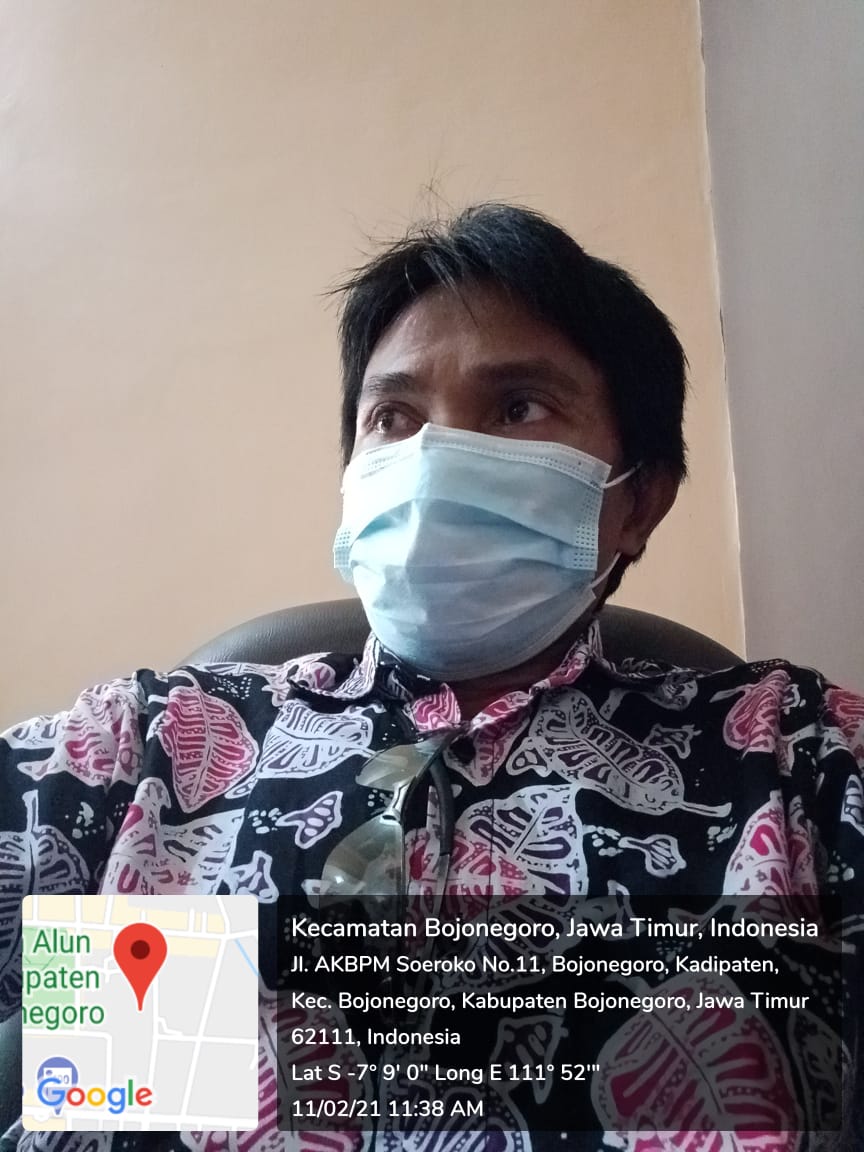 Alun
paten
negoro
Google
Kecamatan Bojonegoro, Jawa Timur, Indonesia
Jl. AKBPM Soeroko No.11, Bojonegoro, Kadipaten,
Kec. Bojonegoro, Kabupaten Bojonegoro, Jawa Timur
62111, Indonesia
Lat S -7° 9' 0" Long E 111° 52'"
11/02/21 11:38 AM